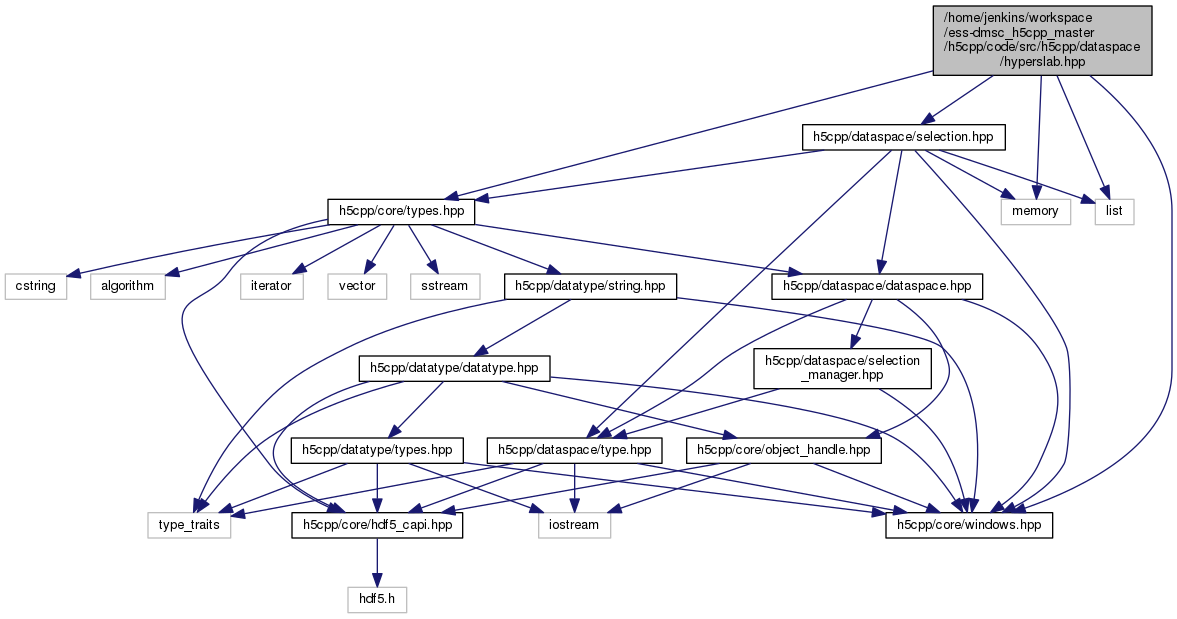 /home/jenkins/workspace
/ess-dmsc_h5cpp_master
/h5cpp/code/src/h5cpp/dataspace
/hyperslab.hpp
h5cpp/dataspace/selection.hpp
h5cpp/core/types.hpp
memory
list
cstring
algorithm
iterator
vector
sstream
h5cpp/datatype/string.hpp
h5cpp/dataspace/dataspace.hpp
h5cpp/datatype/datatype.hpp
h5cpp/dataspace/selection
_manager.hpp
h5cpp/datatype/types.hpp
h5cpp/dataspace/type.hpp
h5cpp/core/object_handle.hpp
type_traits
h5cpp/core/hdf5_capi.hpp
iostream
h5cpp/core/windows.hpp
hdf5.h